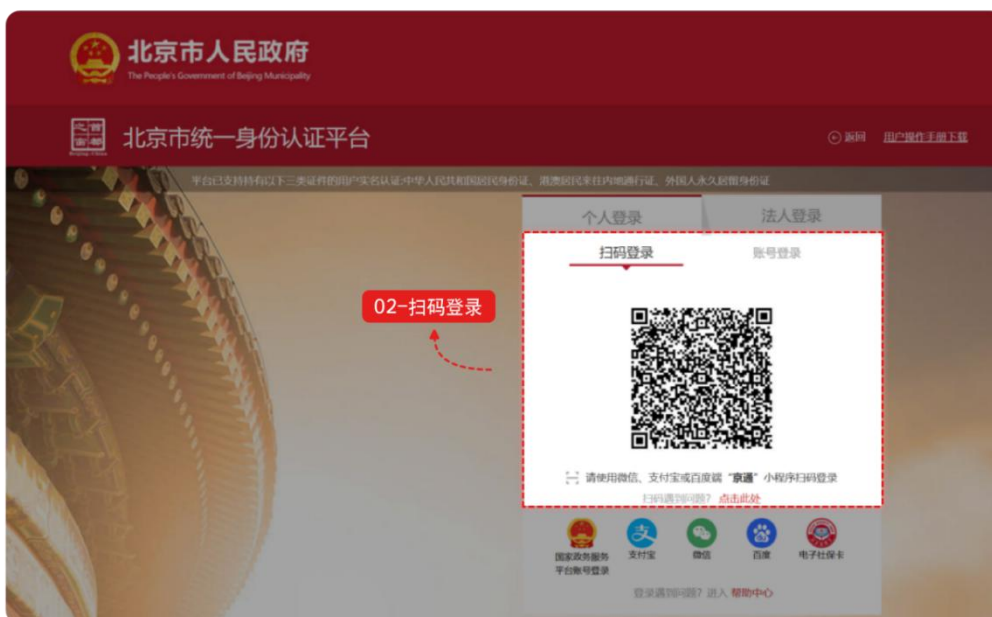 北京市人民政府
The People's Government of Beijing Municipality
首都之窗
Beijing-China
北京市统一身份认证平台
返回 用户操作手册下载
平台已支持持有以下三类证件的用户实名认证:中华人民共和国居民身份证、港澳居民来往内地通行证、外国人永久居留身份证
个人登录 法人登录
扫码登录 账号登录
02-扫码登录
请使用微信、支付宝或百度端“京通”小程序扫码登录
扫码遇到问题? 点击此处
国家政务服务平台账号登录 支付宝 微信 百度 电子社保卡
登录遇到问题? 进入 帮助中心